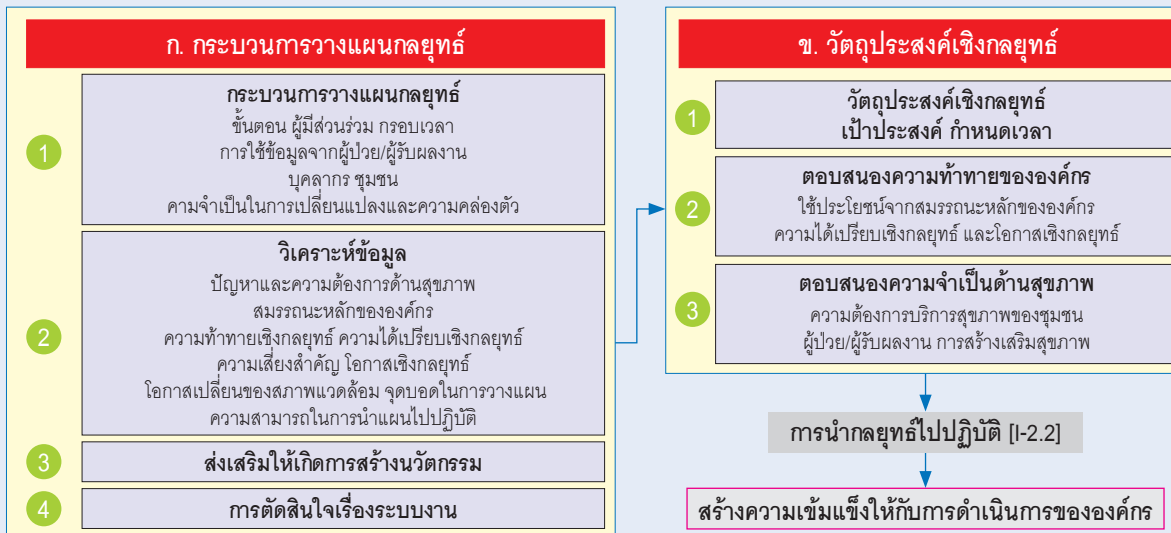 ก. กระบวนการวางแผนกลยุทธ์
1
กระบวนการวางแผนกลยุทธ์
ขั้นตอน ผู้มีส่วนร่วม กรอบเวลา
การใช้ข้อมูลจากผู้ป่วย/ผู้รับผลงาน
บุคลากร ชุมชน
คามจำเป็นในการเปลี่ยนแปลงและความคล่องตัว
2
วิเคราะห์ข้อมูล
ปัญหาและความต้องการด้านสุขภาพ
สมรรถนะหลักขององค์กร
ความท้าทายเชิงกลยุทธ์ ความได้เปรียบเชิงกลยุทธ์
ความเสี่ยงสำคัญ โอกาสเชิงกลยุทธ์
โอกาสเปลี่ยนของสภาพแวดล้อม จุดบอดในการวางแผน
ความสามารถในการนำแผนไปปฏิบัติ
3
ส่งเสริมให้เกิดการสร้างนวัตกรรม
4
การตัดสินใจเรื่องระบบงาน
ข. วัตถุประสงค์เชิงกลยุทธ์
1
วัตถุประสงค์เชิงกลยุทธ์
เป้าประสงค์ กำหนดเวลา
2
ตอบสนองความท้าทายขององค์กร
ใช้ประโยชน์จากสมรรถนะหลักขององค์กร
ความได้เปรียบเชิงกลยุทธ์ และโอกาสเชิงกลยุทธ์
3
ตอบสนองความจำเป็นด้านสุขภาพ
ความต้องการบริการสุขภาพของชุมชน
ผู้ป่วย/ผู้รับผลงาน การสร้างเสริมสุขภาพ
การนำกลยุทธ์ไปปฏิบัติ [I-2.2]
สร้างความเข้มแข็งให้กับการดำเนินการขององค์กร